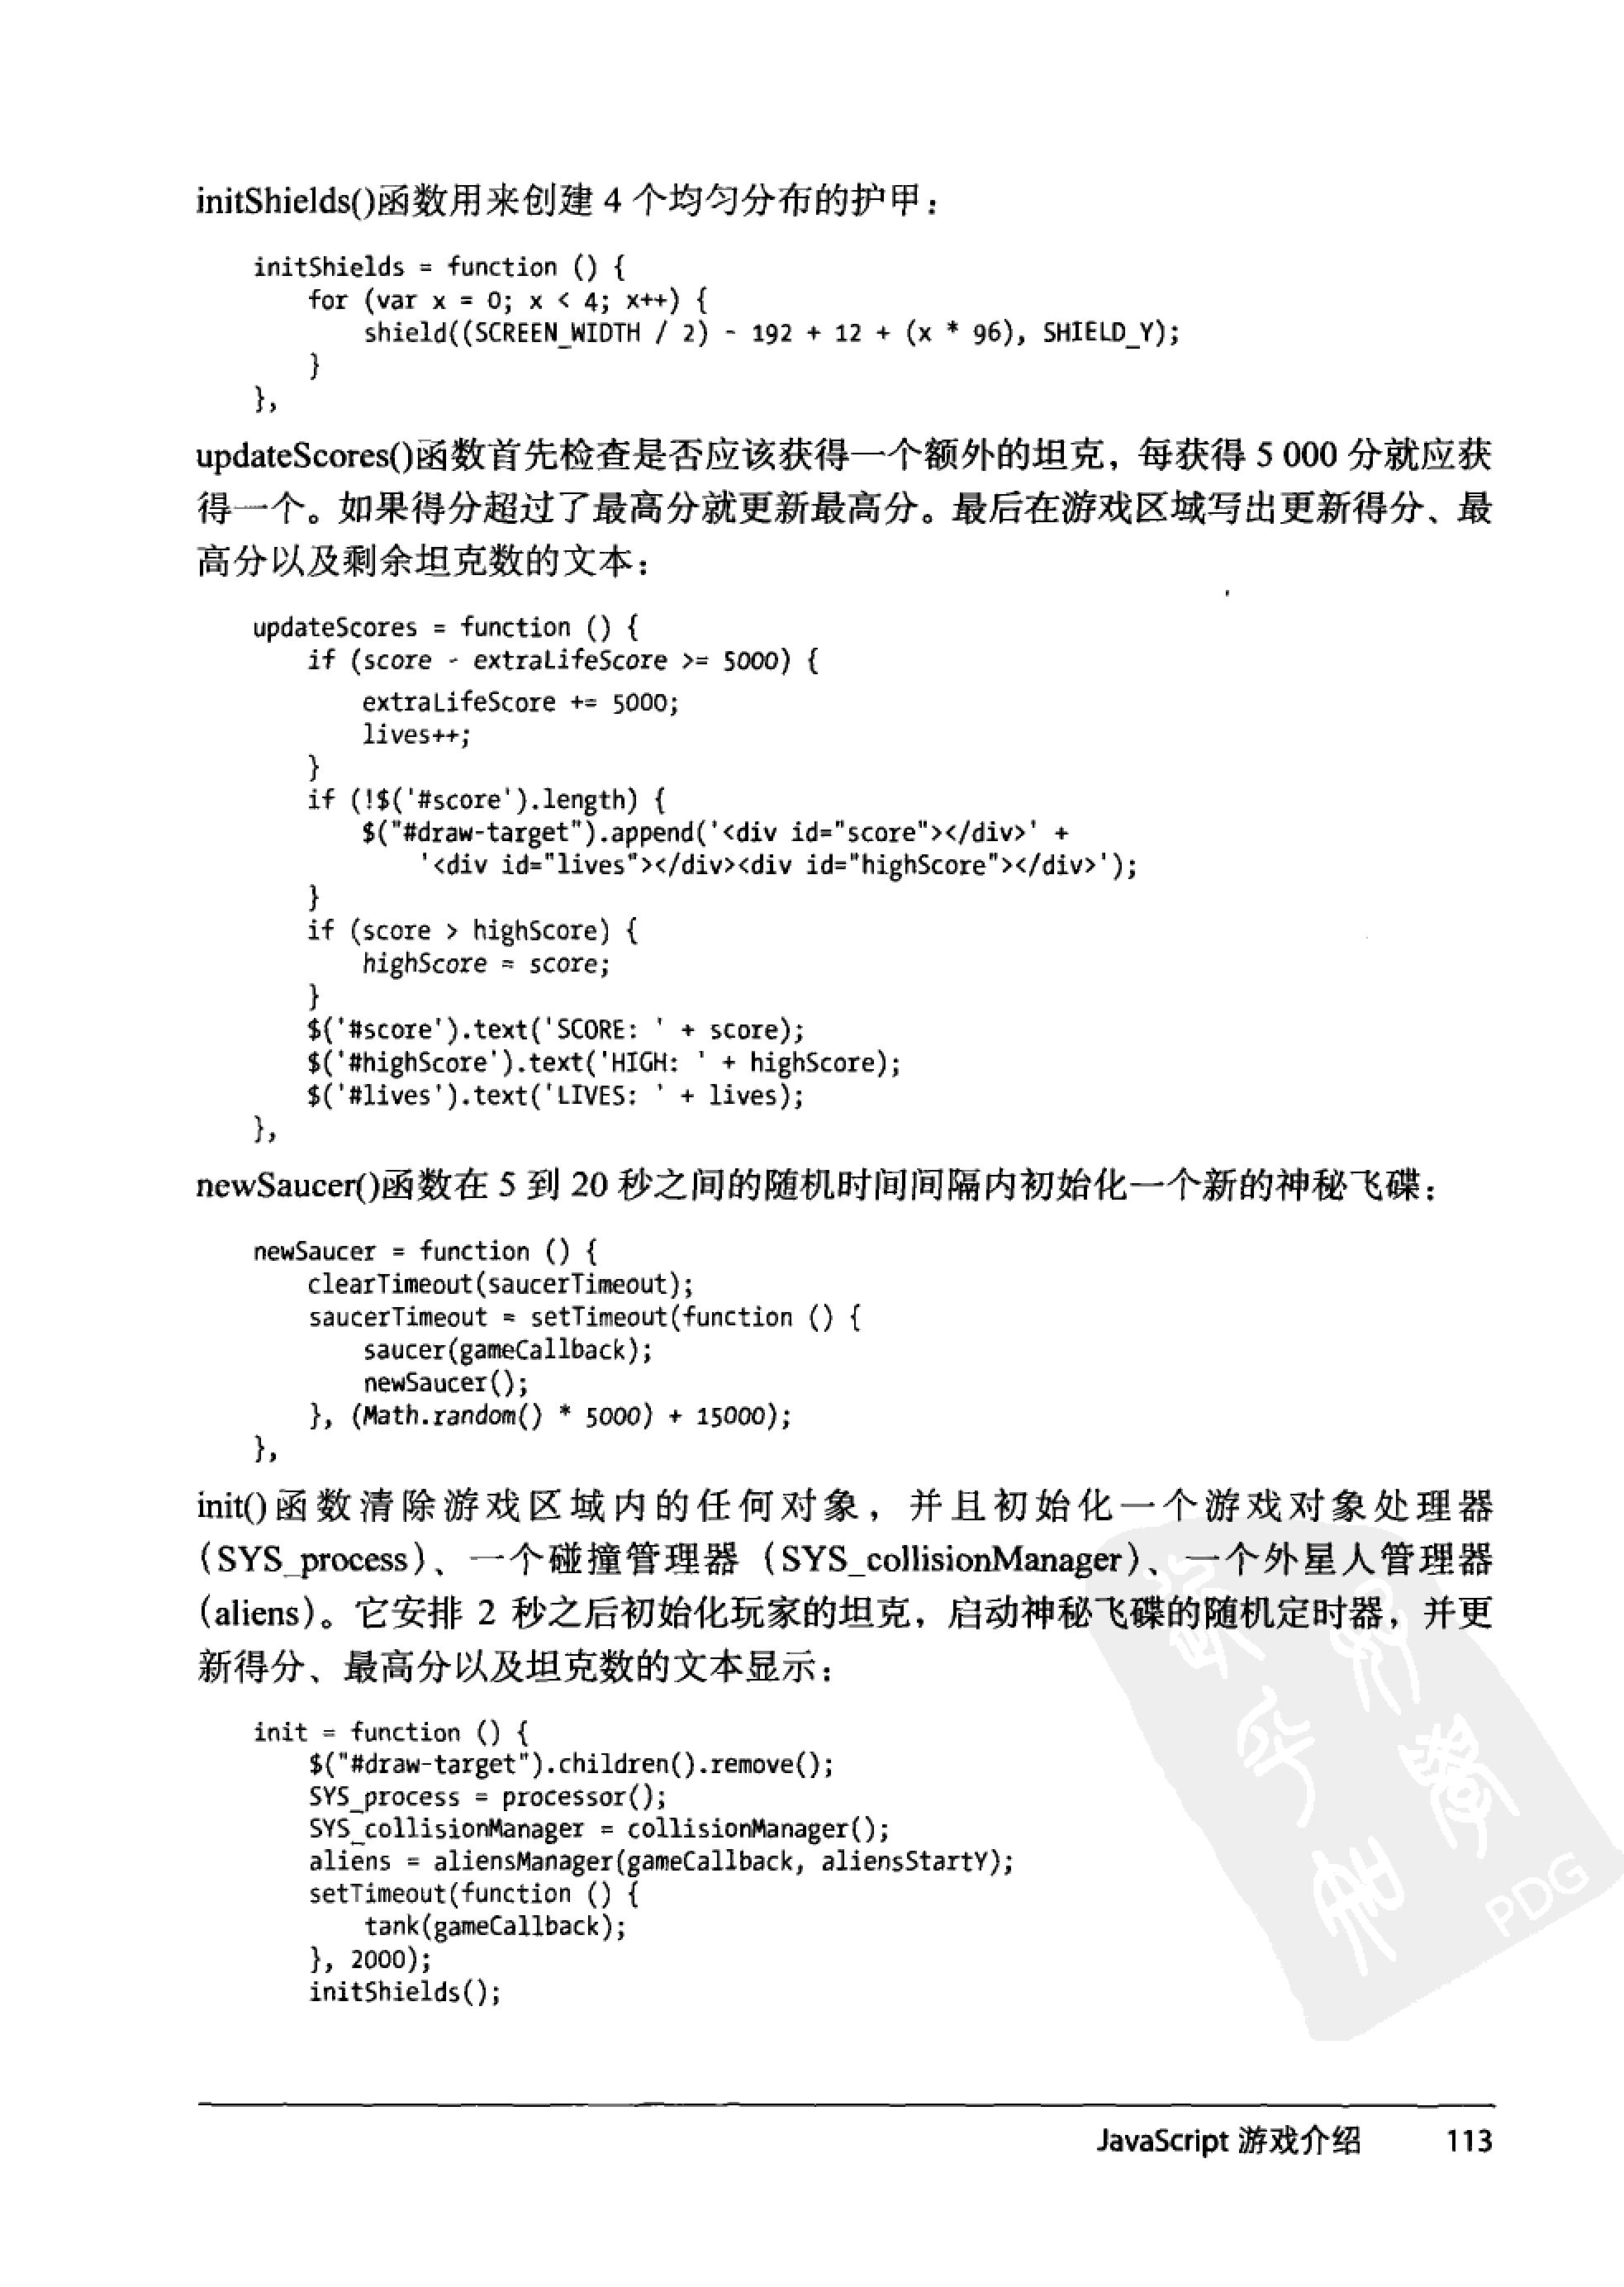 initShields()函数用来创建 4 个均匀分布的护甲：
initShields = function () {
    for (var x = 0; x < 4; x++) {
        shield((SCREEN_WIDTH / 2) - 192 + 12 + (x * 96), SHIELD_Y);
    }
},
updateScores()函数首先检查是否应该获得一个额外的坦克，每获得 5 000 分就应获
得一个。如果得分超过了最高分就更新最高分。最后在游戏区域写出更新得分、最
高分以及剩余坦克数的文本：
updateScores = function () {
    if (score - extraLifeScore >= 5000) {
        extraLifeScore += 5000;
        lives++;
    }
    if (!$('#score').length) {
        $("#draw-target").append('<div id="score"></div>' +
            '<div id="lives"></div><div id="highScore"></div>');
    }
    if (score > highScore) {
        highScore = score;
    }
    $('#score').text('SCORE: ' + score);
    $('#highScore').text('HIGH: ' + highScore);
    $('#lives').text('LIVES: ' + lives);
},
newSaucer()函数在 5 到 20 秒之间的随机时间间隔内初始化一个新的神秘飞碟：
newSaucer = function () {
    clearTimeout(saucerTimeout);
    saucerTimeout = setTimeout(function () {
        saucer(gameCallback);
        newSaucer();
    }, (Math.random() * 5000) + 15000);
},
init()函数清除游戏区域内的任何对象，并且初始化一个游戏对象处理器
（SYS_process）、一个碰撞管理器（SYS_collisionManager）、一个外星人管理器
（aliens）。它安排 2 秒之后初始化玩家的坦克，启动神秘飞碟的随机定时器，并更
新得分、最高分以及坦克数的文本显示：
init = function () {
    $("#draw-target").children().remove();
    SYS_process = processor();
    SYS_collisionManager = collisionManager();
    aliens = aliensManager(gameCallback, aliensStartY);
    setTimeout(function () {
        tank(gameCallback);
    }, 2000);
    initShields();
PDG
JavaScript 游戏介绍 113